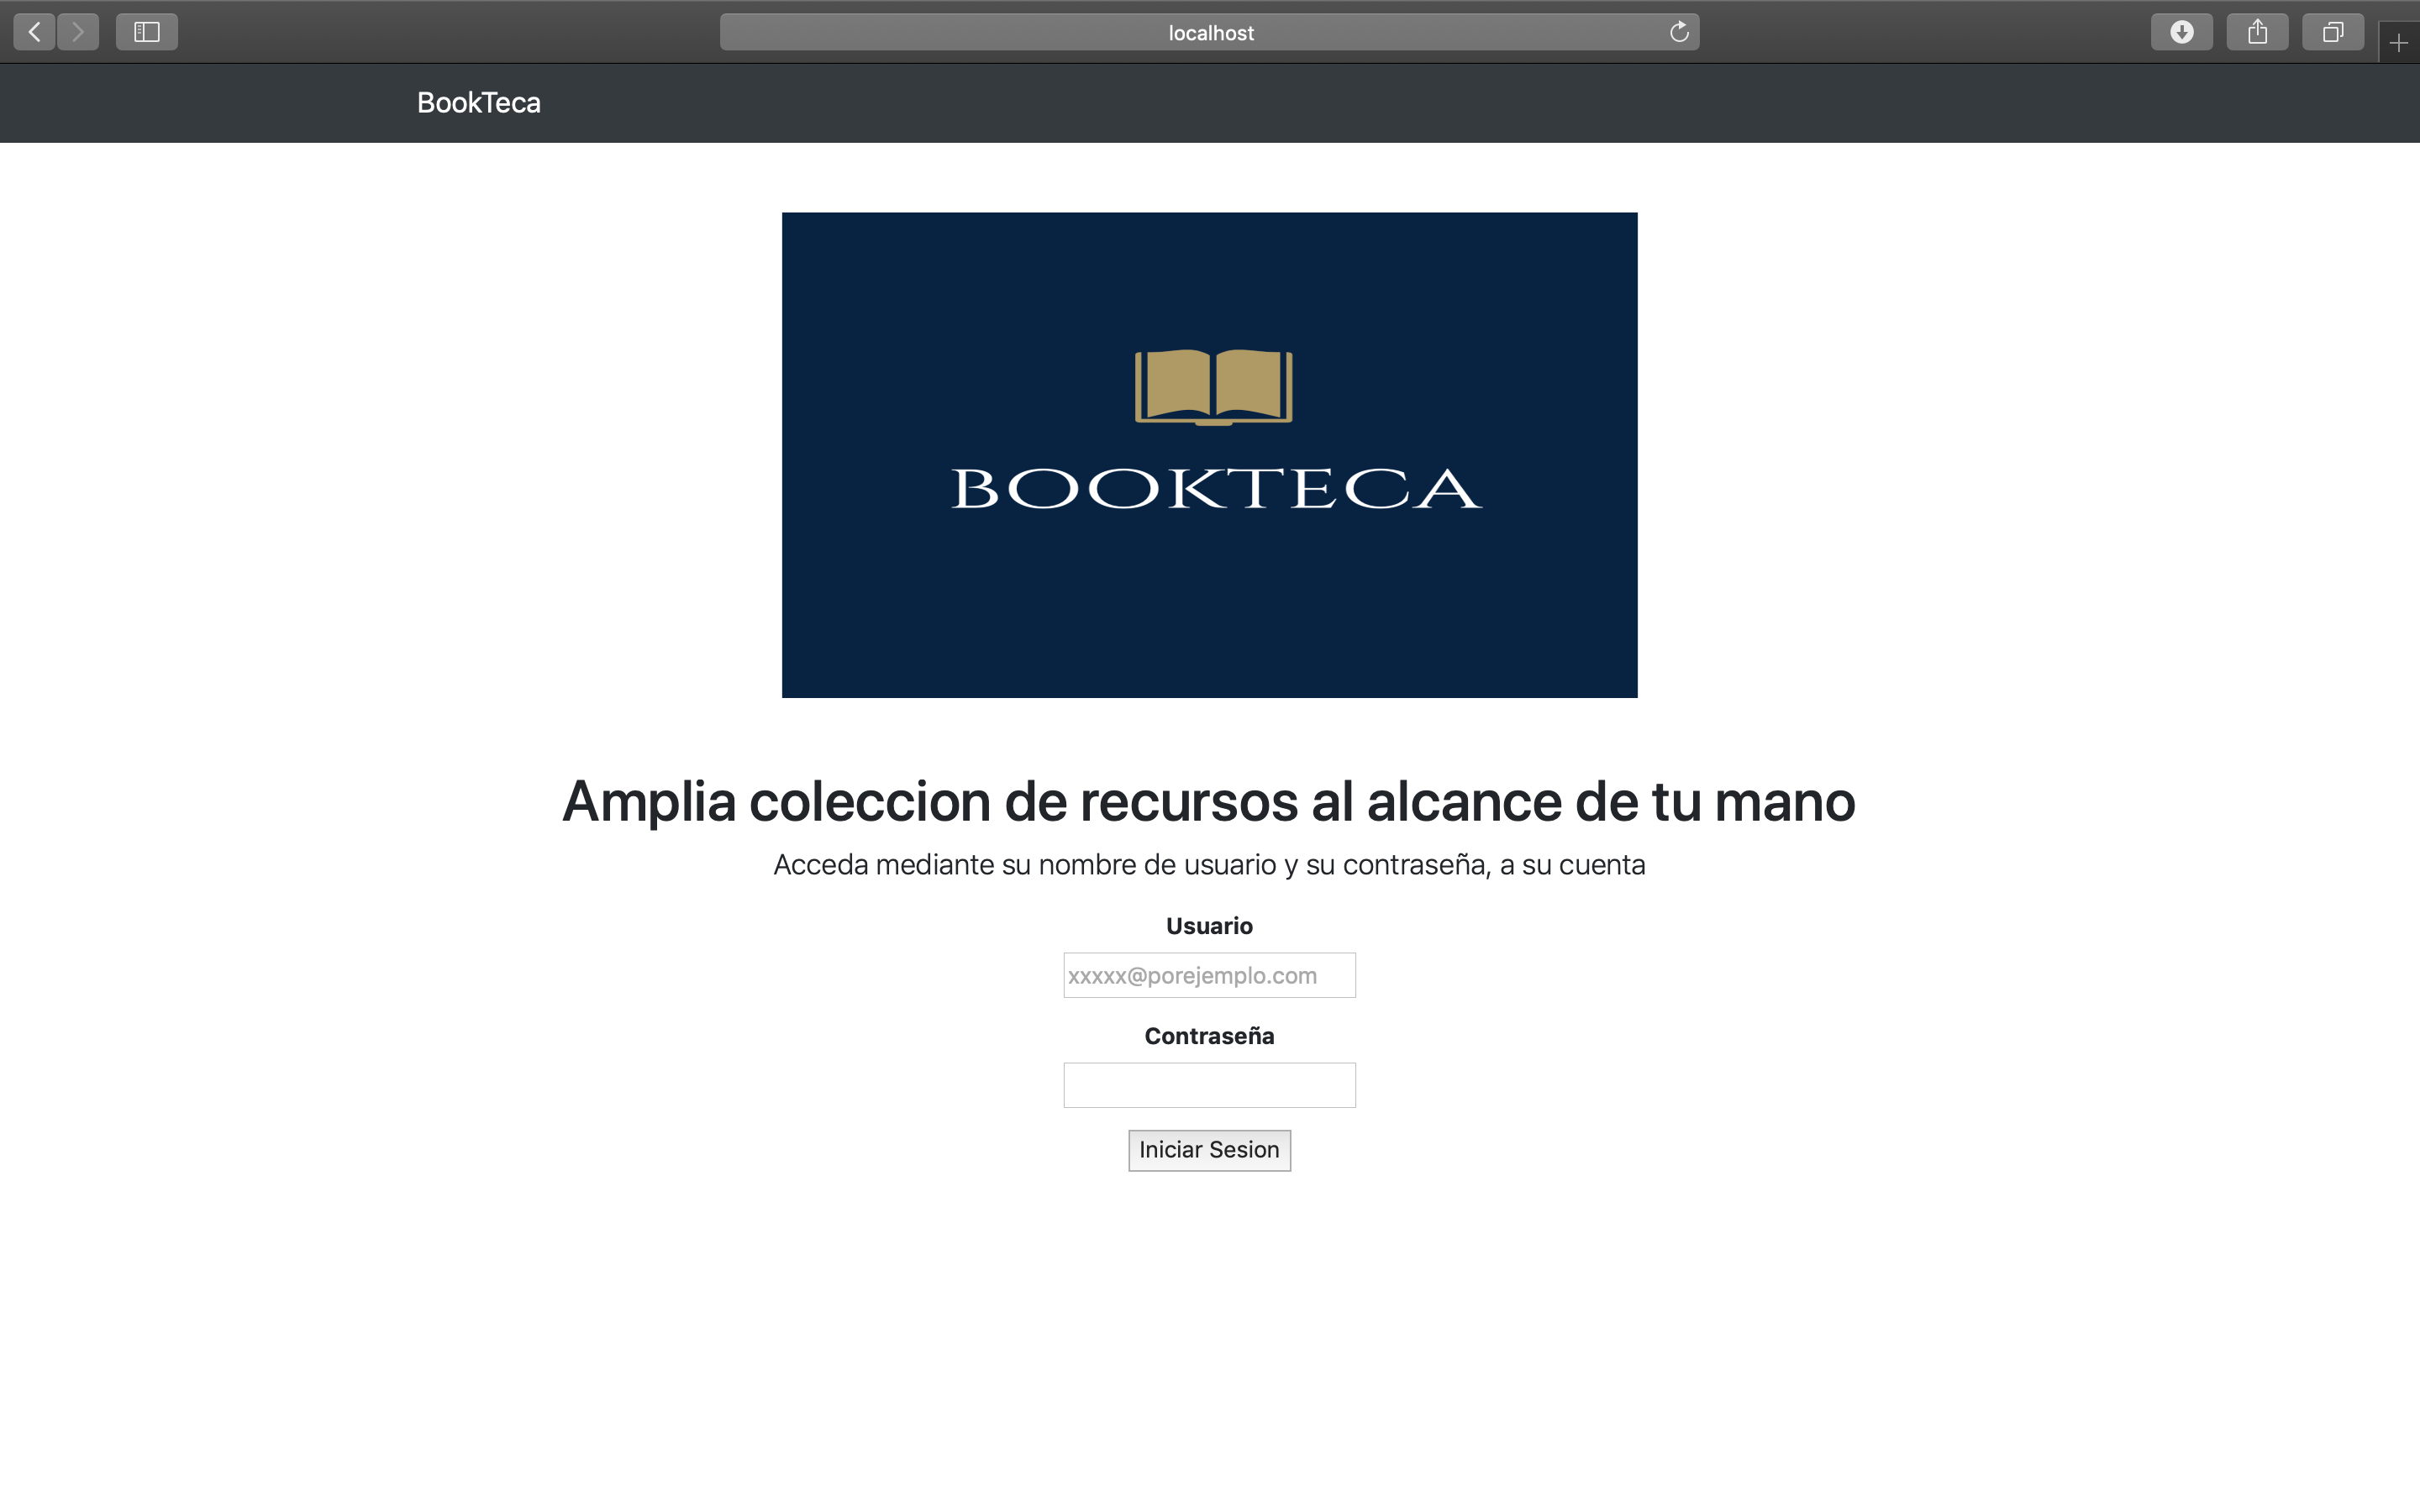 localhost
BookTeca
BOOKTECA
Amplia coleccion de recursos al alcance de tu mano
Acceda mediante su nombre de usuario y su contraseña, a su cuenta
Usuario
xxxxx@porejemplo.com
Contraseña
Iniciar Sesion